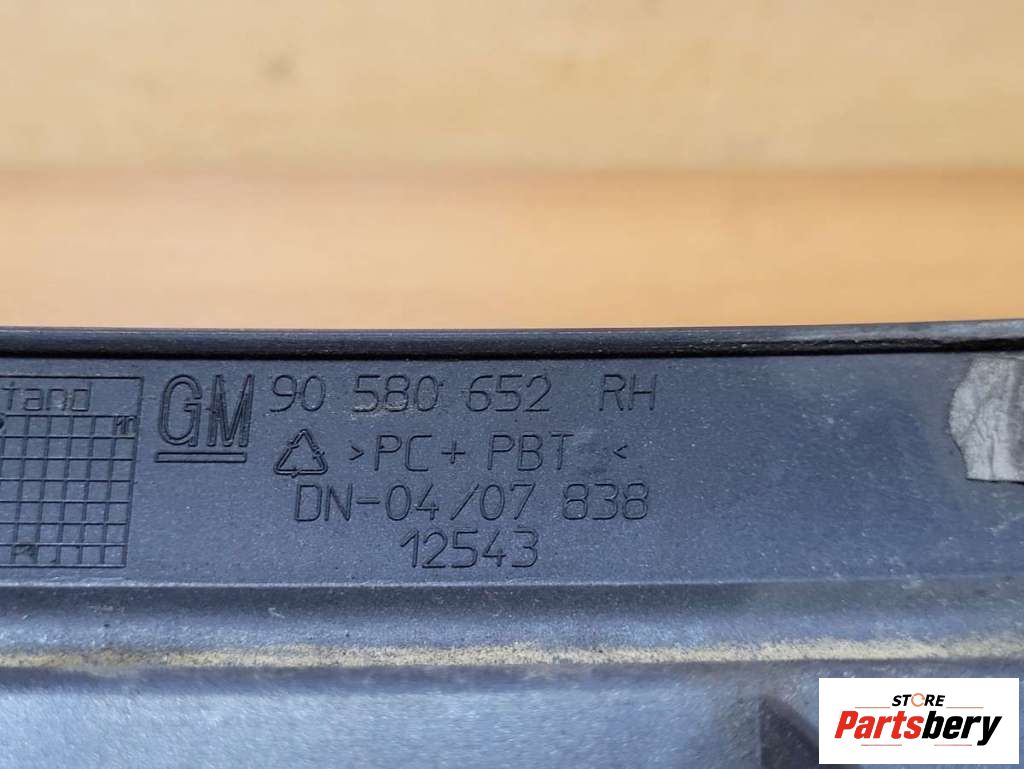 GM 90 580 652 RH
>PC+ PBT <
DN-04/07 838
12543
STORE
Partsbery